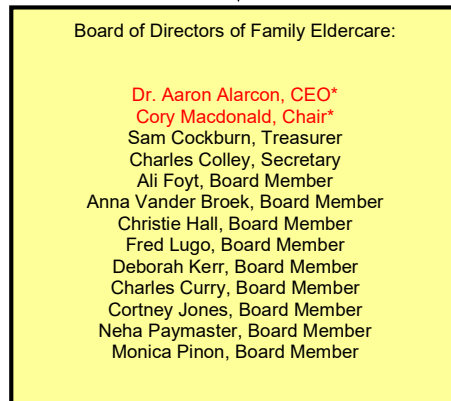 Board of Directors of Family Eldercare:
Dr. Aaron Alarcon, CEO*
Cory Macdonald, Chair*
Sam Cockburn, Treasurer
Charles Colley, Secretary
Ali Foyt, Board Member
Anna Vander Broek, Board Member
Christie Hall, Board Member
Fred Lugo, Board Member
Deborah Kerr, Board Member
Charles Curry, Board Member
Cortney Jones, Board Member
Neha Paymaster, Board Member
Monica Pinon, Board Member